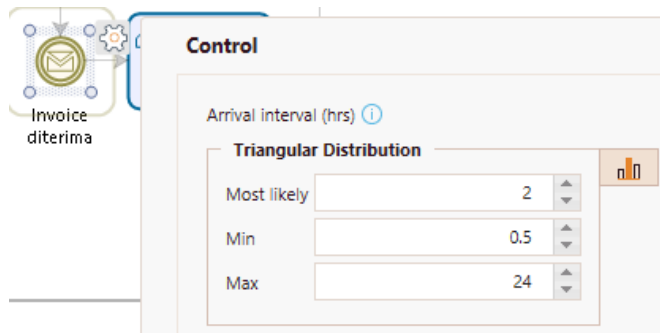 Control
Invoice
diterima
Arrival interval (hrs)
Triangular Distribution
Most likely 2
Min 0.5
Max 24